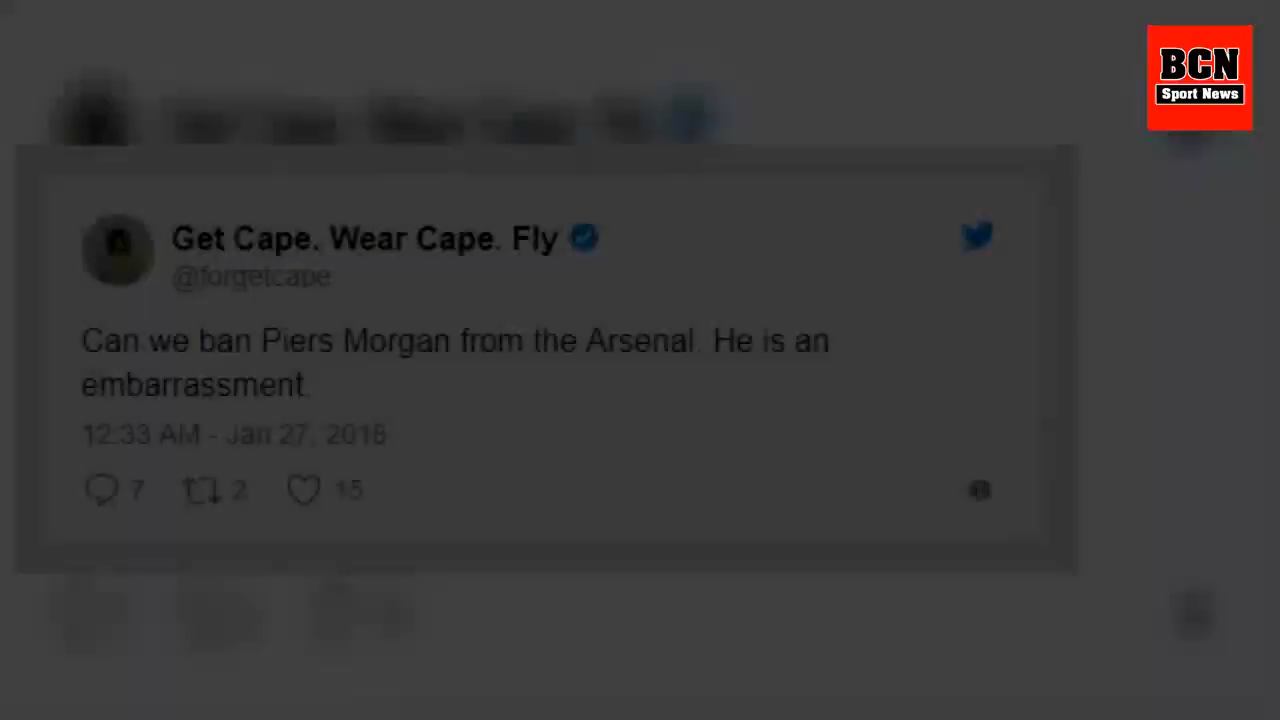 BCN
Sport News
Get Cape. Wear Cape. Fly
@forgetcape
Can we ban Piers Morgan from the Arsenal. He is an
embarrassment.
12:33 AM - Jan 27, 2018
7 2 15